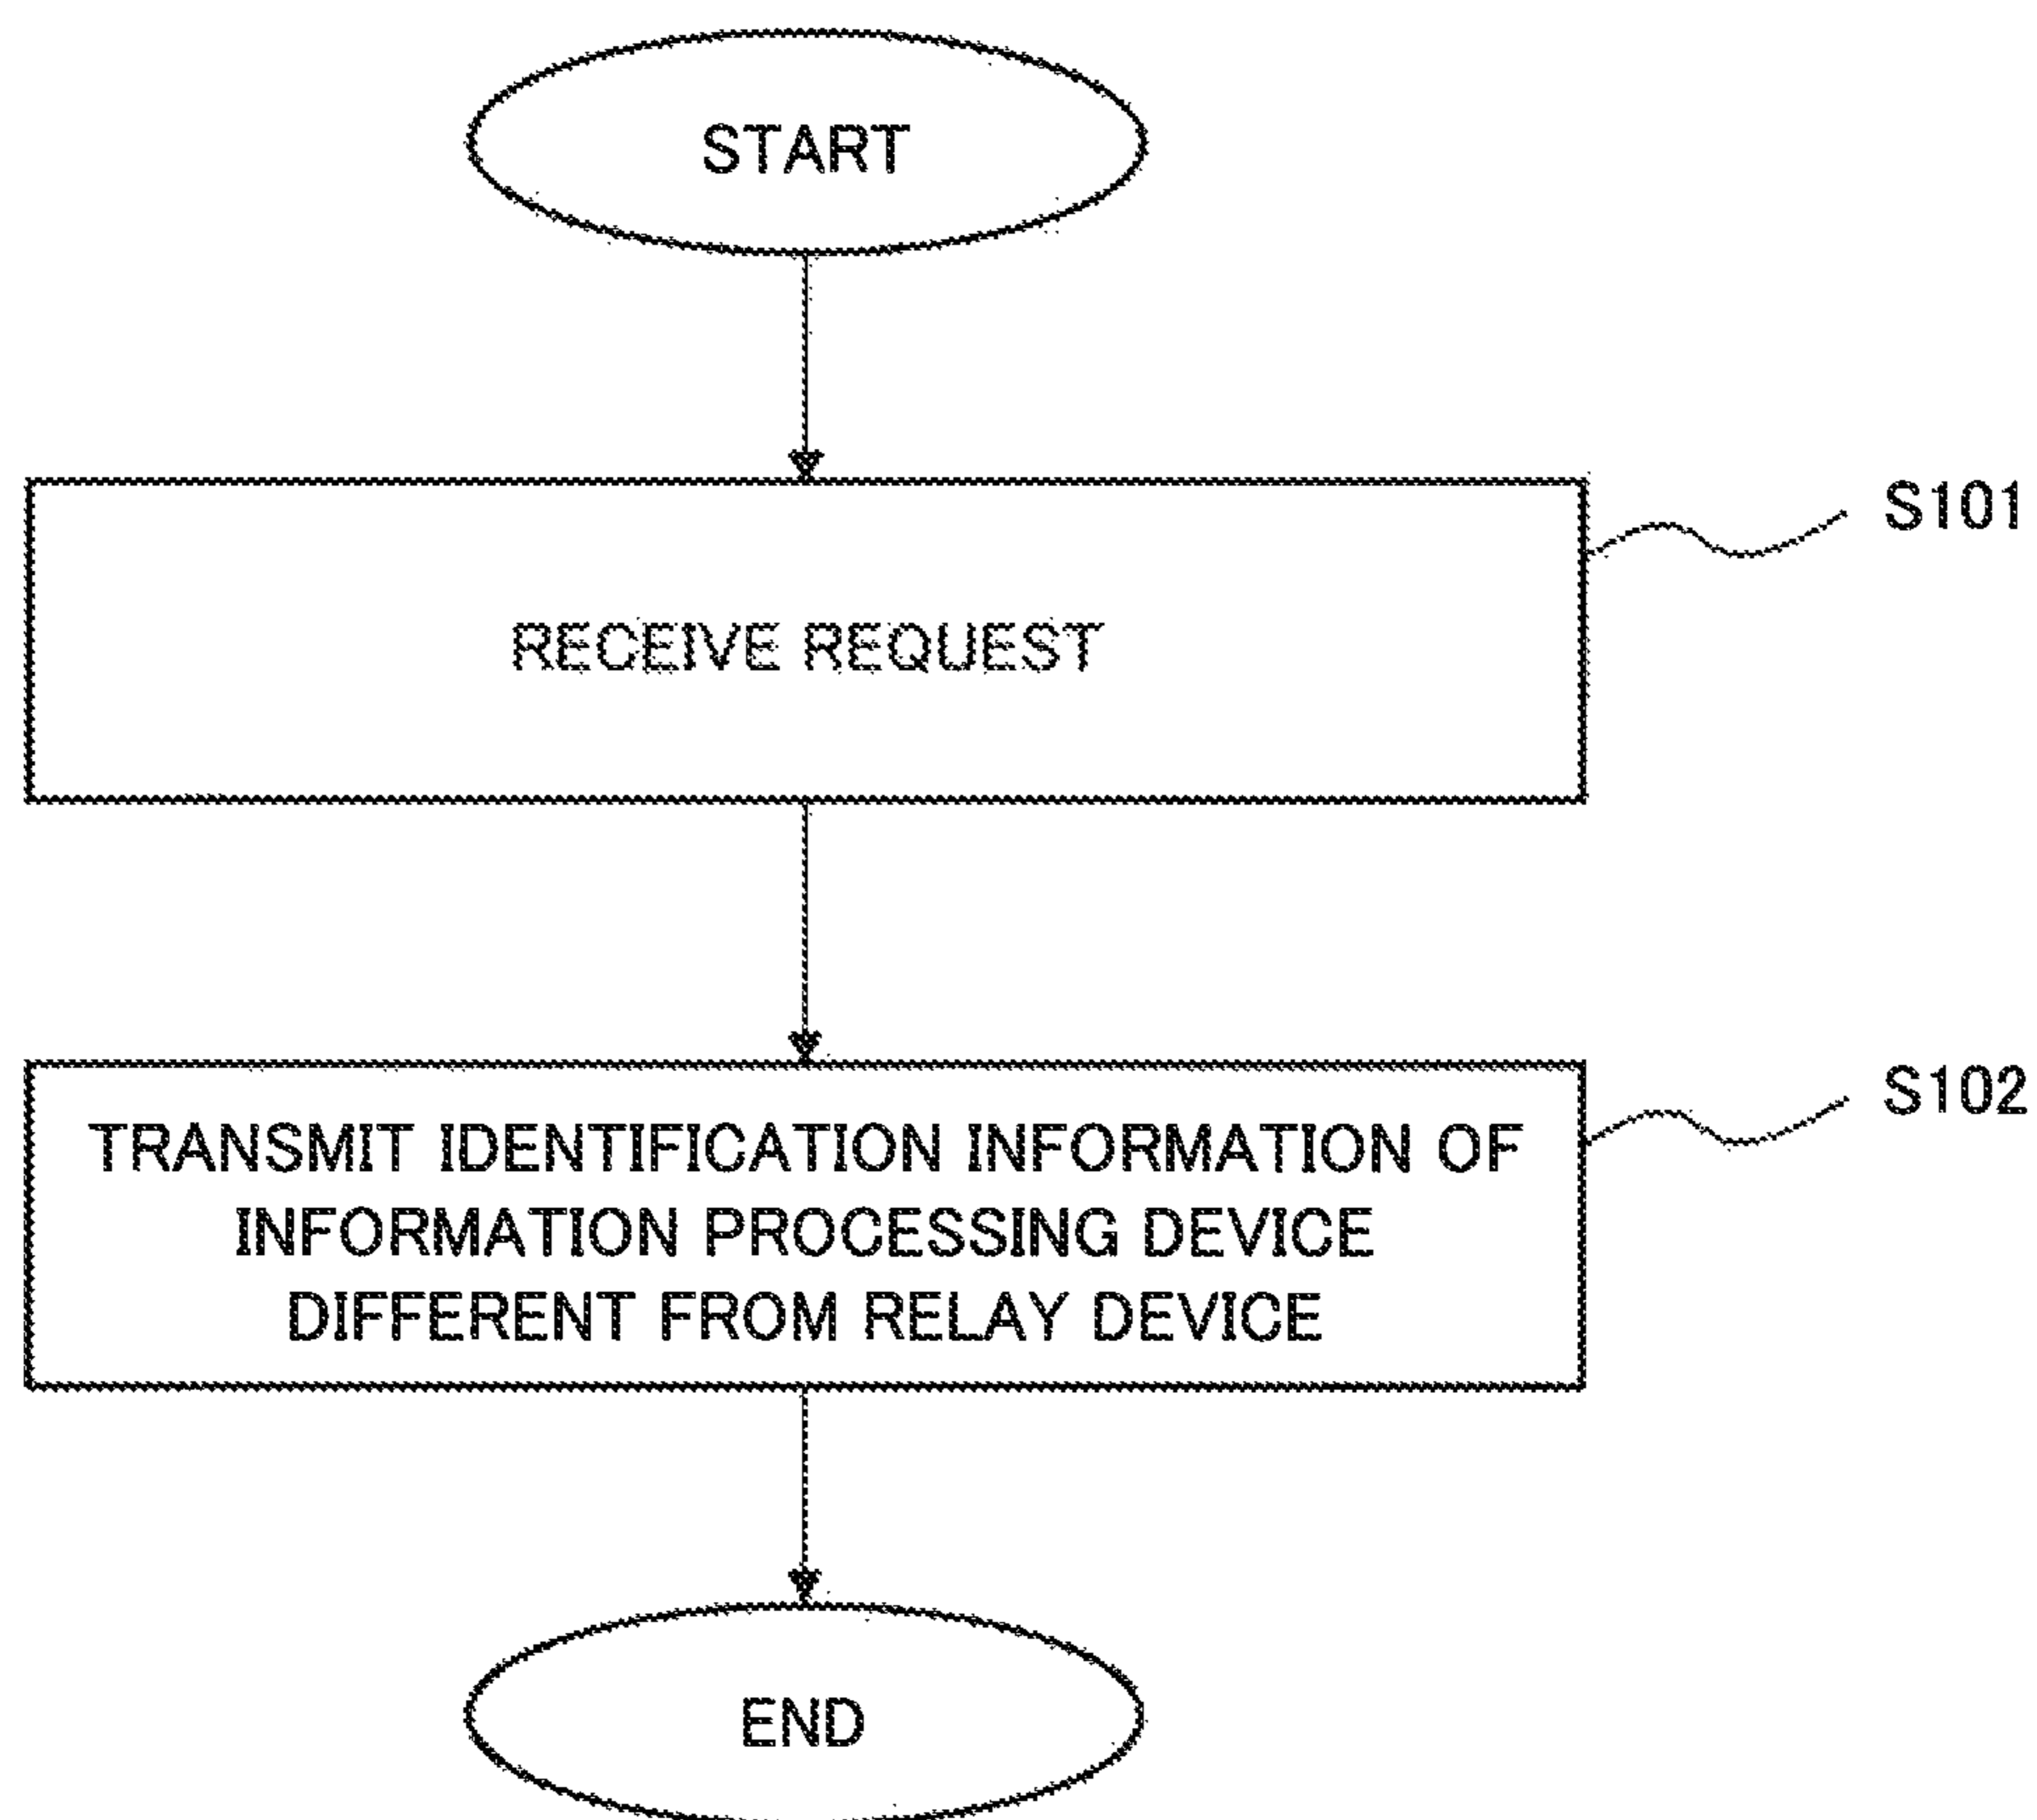 START
RECEIVE REQUEST
S101
TRANSMIT IDENTIFICATION INFORMATION OF
INFORMATION PROCESSING DEVICE
DIFFERENT FROM RELAY DEVICE
S102
END